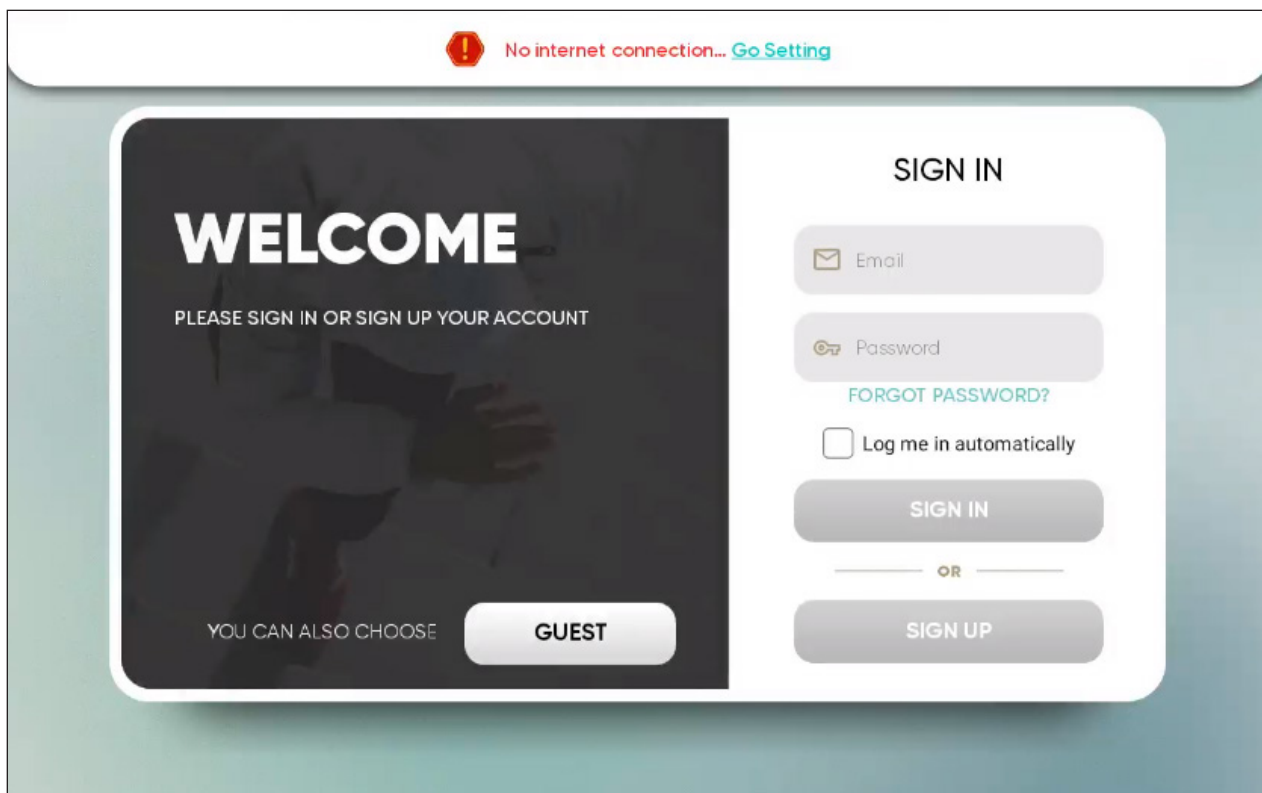 No internet connection... Go Setting
WELCOME
PLEASE SIGN IN OR SIGN UP YOUR ACCOUNT
YOU CAN ALSO CHOOSE
GUEST
SIGN IN
Email
Password
FORGOT PASSWORD?
Log me in automatically
SIGN IN
OR
SIGN UP